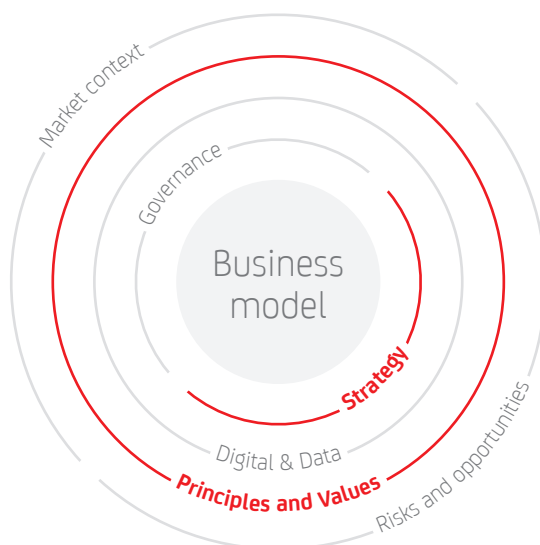 Market context
Governance
Business
model
Strategy
Digital & Data
Principles and Values
Risks and opportunities